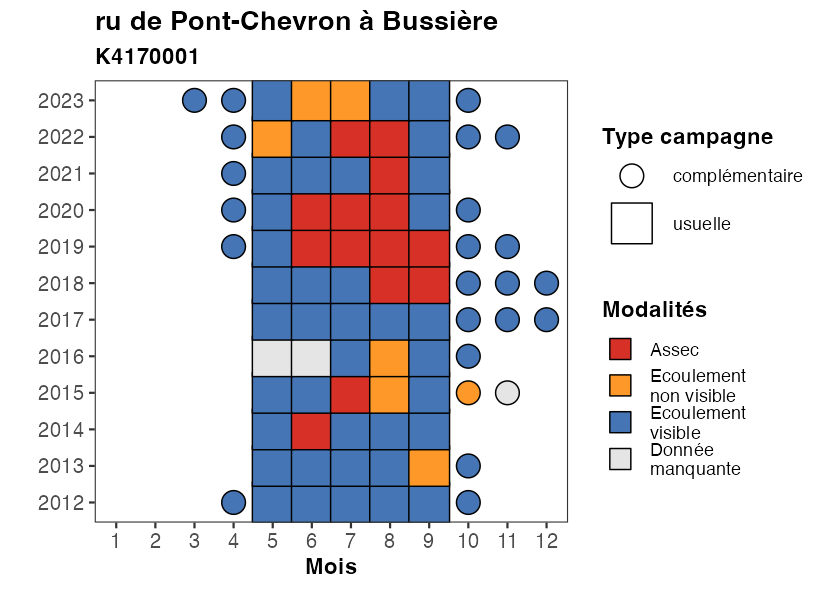 ru de Pont-Chevron à Bussière
K4170001
2023
2022
2021
2020
2019
2018
2017
2016
2015
2014
2013
2012
1 2 3 4 5 6 7 8 9 10 11 12
Mois
Type campagne
complémentaire
usuelle
Modalités
Assec
Ecoulement
non visible
Ecoulement
visible
Donnée
manquante